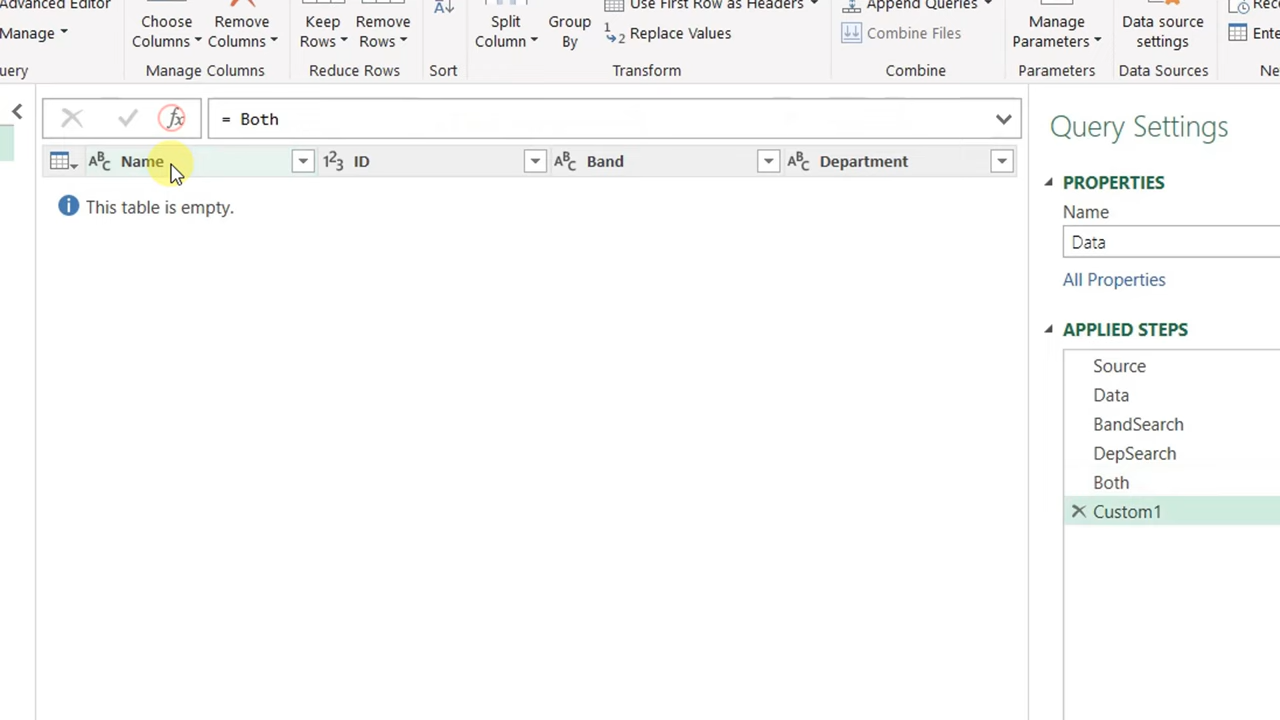 Advanced Editor
Manage
Query
Choose Columns
Remove Columns
Manage Columns
Keep Rows
Remove Rows
Reduce Rows
Sort
Split Column
Group By
Use First Row as Headers
Replace Values
Transform
Append Queries
Combine Files
Combine
Manage Parameters
Parameters
Data source settings
Data Sources
= Both
Name
ID
Band
Department
This table is empty.
Query Settings
PROPERTIES
Name
Data
All Properties
APPLIED STEPS
Source
Data
BandSearch
DepSearch
Both
Custom1